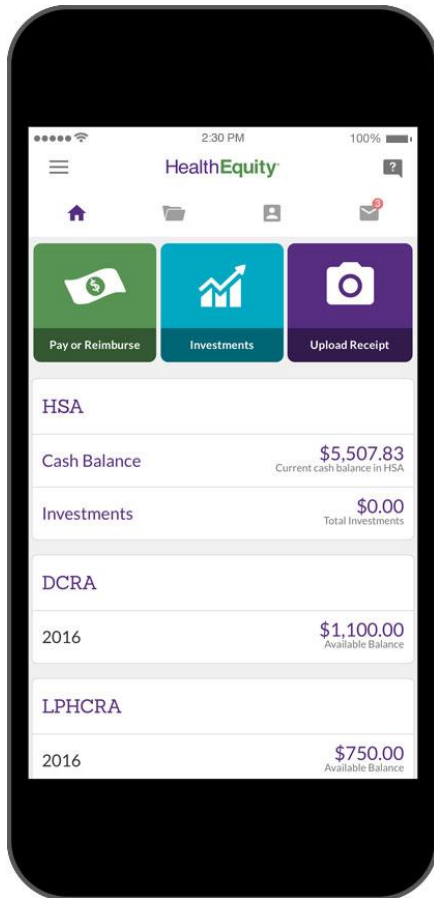 2:30 PM 100%
HealthEquity
?
3
$
Pay or Reimburse Investments Upload Receipt
HSA
Cash Balance $5,507.83
Current cash balance in HSA
Investments $0.00
Total Investments
DCRA
2016 $1,100.00
Available Balance
LPHCRA
2016 $750.00
Available Balance